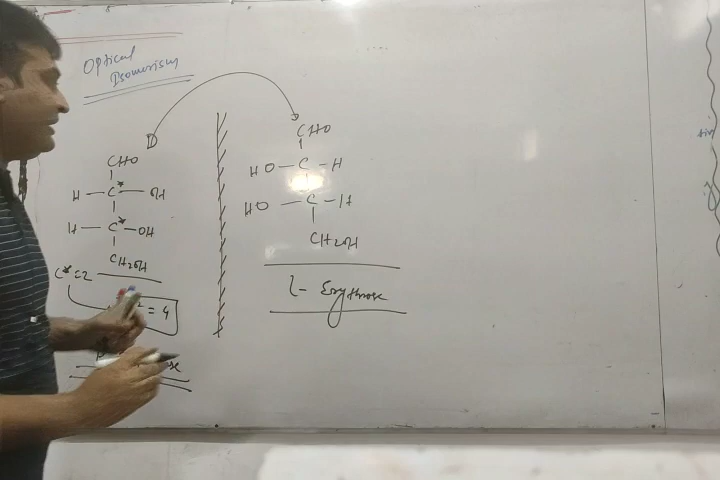 Optical
Isomerism
D
CHO
H — C* — OH
H — C* — OH
CH2OH
C* = 2
= 4
CHO
HO — C — H
HO — C — H
CH2OH
L - Erythrose